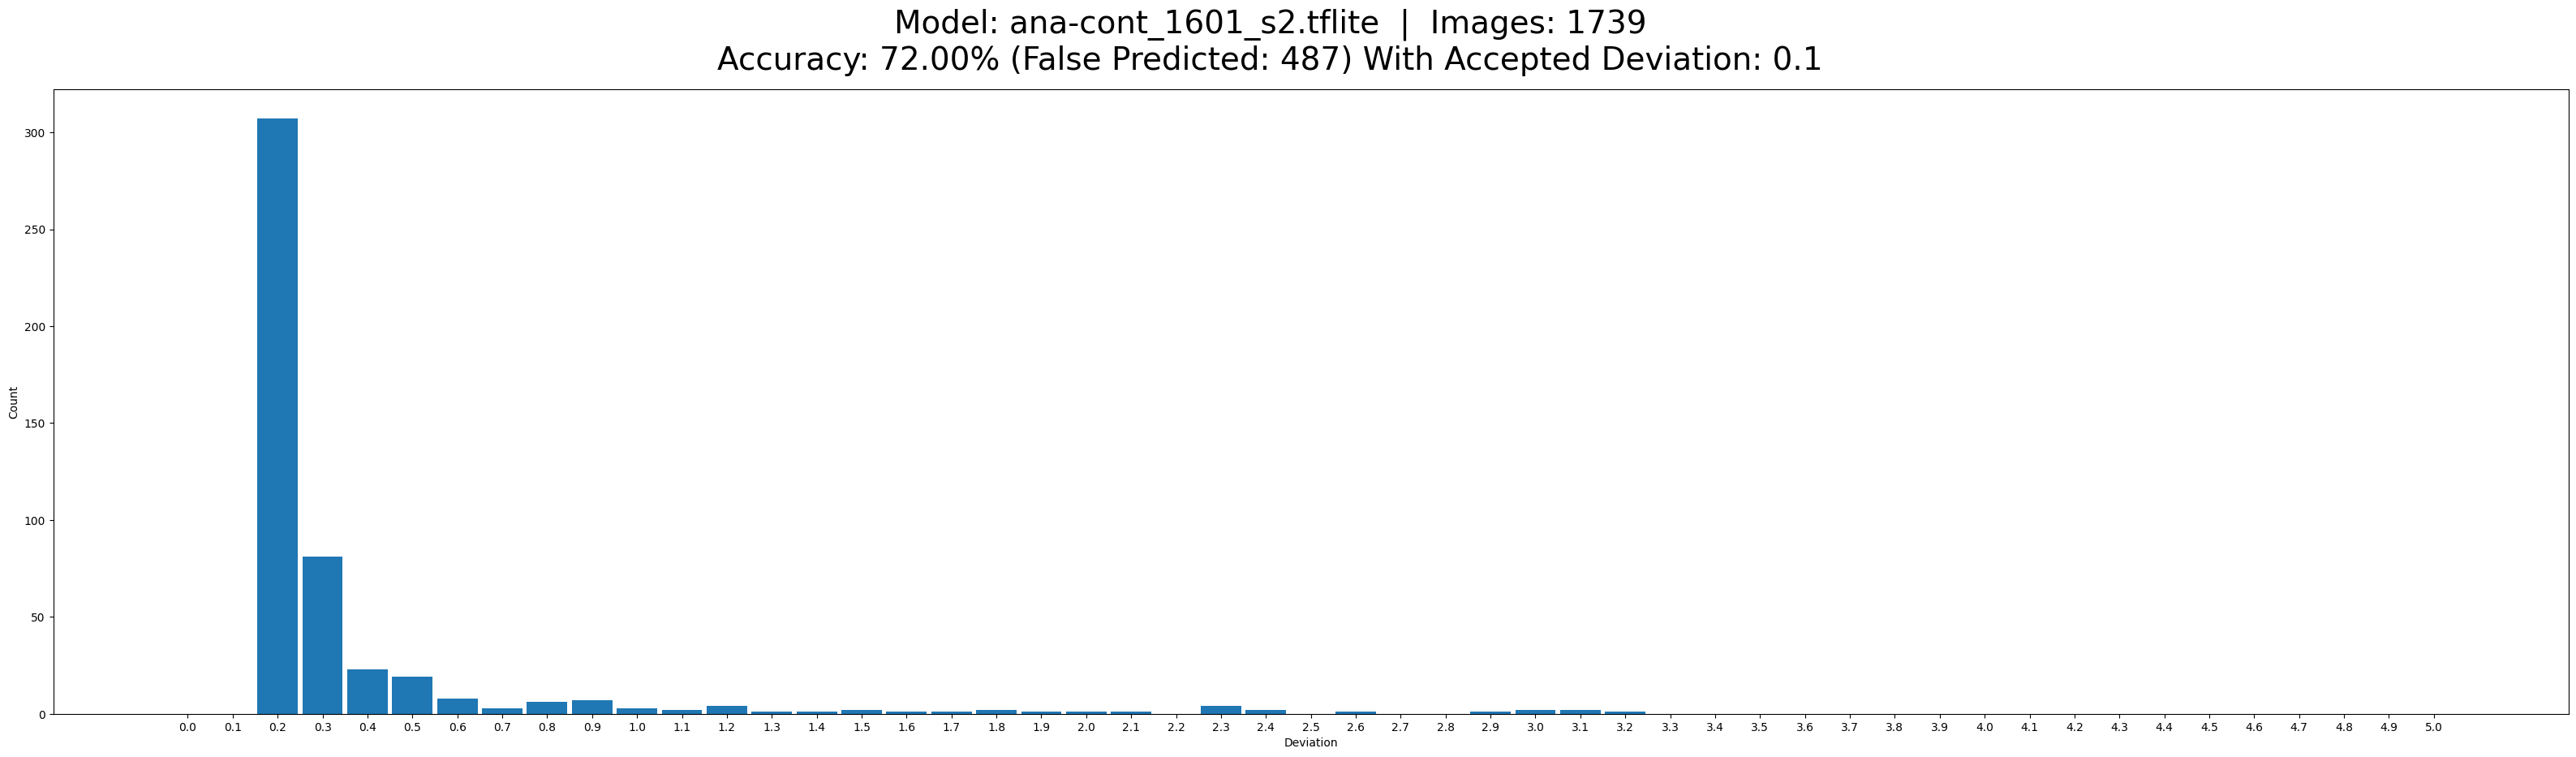 Model: ana-cont_1601_s2.tflite | Images: 1739
Accuracy: 72.00% (False Predicted: 487) With Accepted Deviation: 0.1
300
250
200
150
100
50
0
Count
0.0 0.1 0.2 0.3 0.4 0.5 0.6 0.7 0.8 0.9 1.0 1.1 1.2 1.3 1.4 1.5 1.6 1.7 1.8 1.9 2.0 2.1 2.2 2.3 2.4 2.5 2.6 2.7 2.8 2.9 3.0 3.1 3.2 3.3 3.4 3.5 3.6 3.7 3.8 3.9 4.0 4.1 4.2 4.3 4.4 4.5 4.6 4.7 4.8 4.9 5.0
Deviation